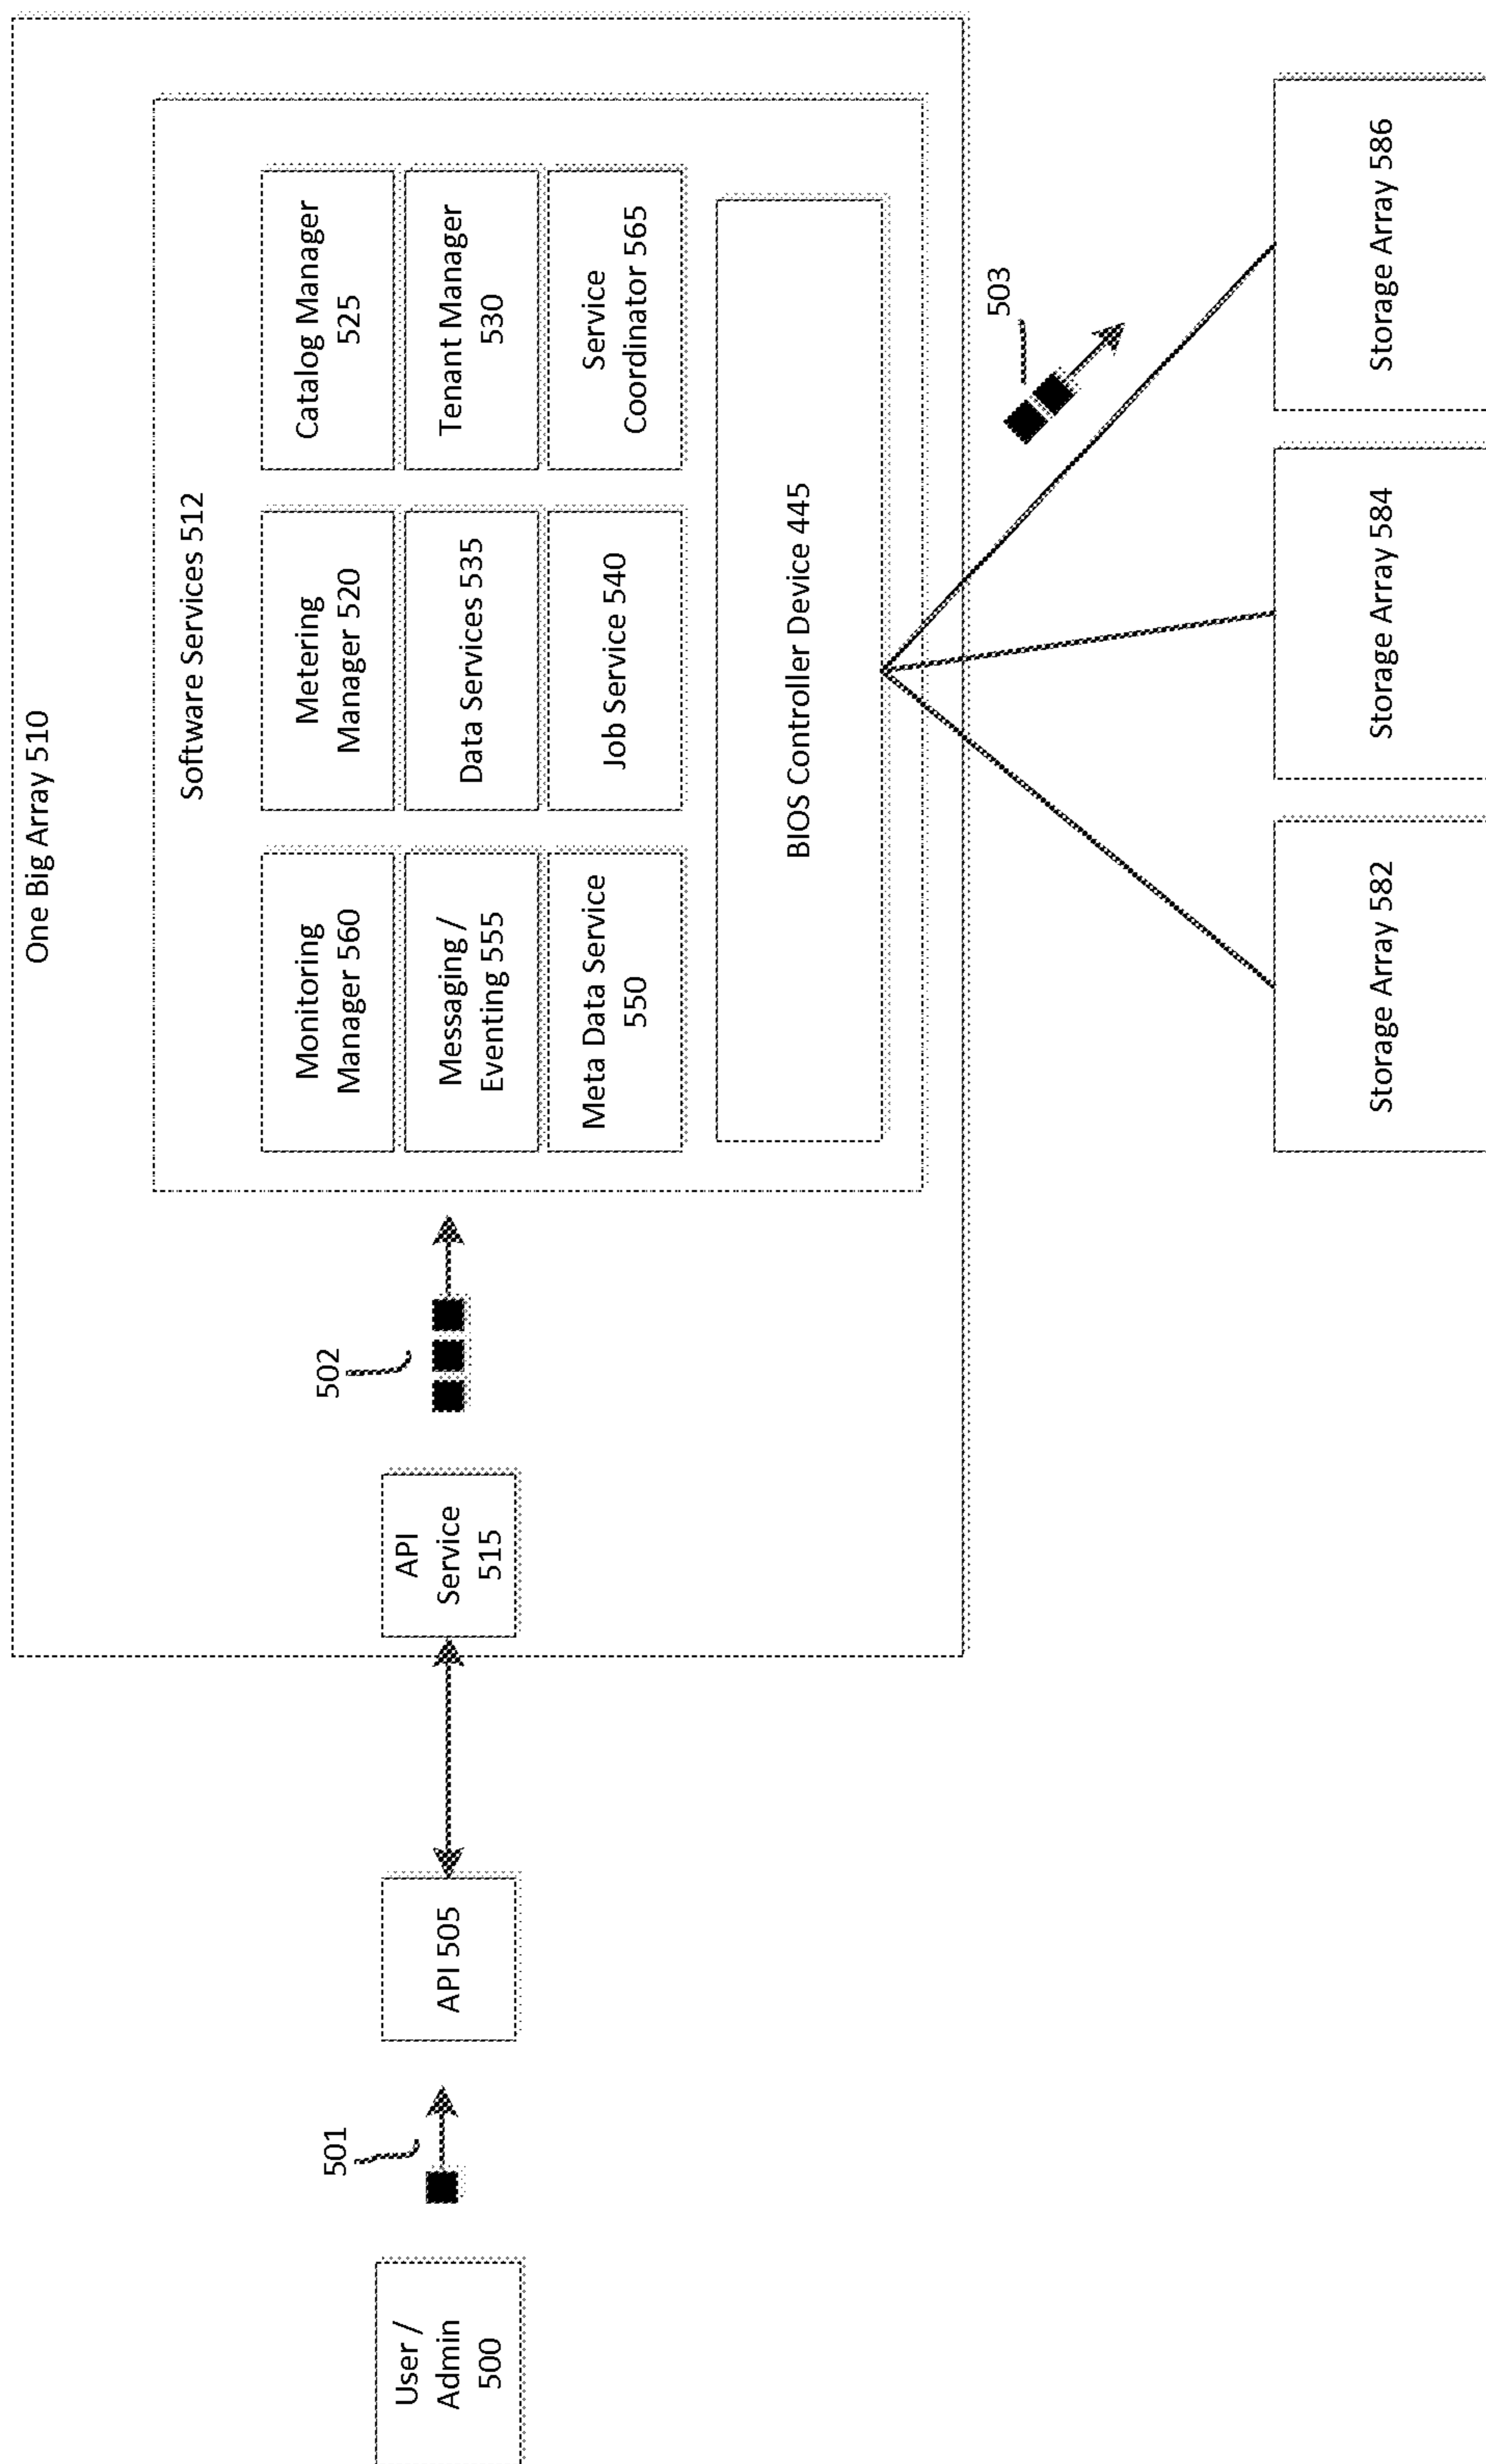 One Big Array 510
Software Services 512
Monitoring
Manager 560
Metering
Manager 520
Catalog Manager
525
Messaging /
Eventing 555
Data Services 535
Tenant Manager
530
Meta Data Service
550
Job Service 540
Service
Coordinator 565
BIOS Controller Device 445
501
502
User /
Admin
500
API 505
API
Service
515
503
Storage Array 582
Storage Array 584
Storage Array 586